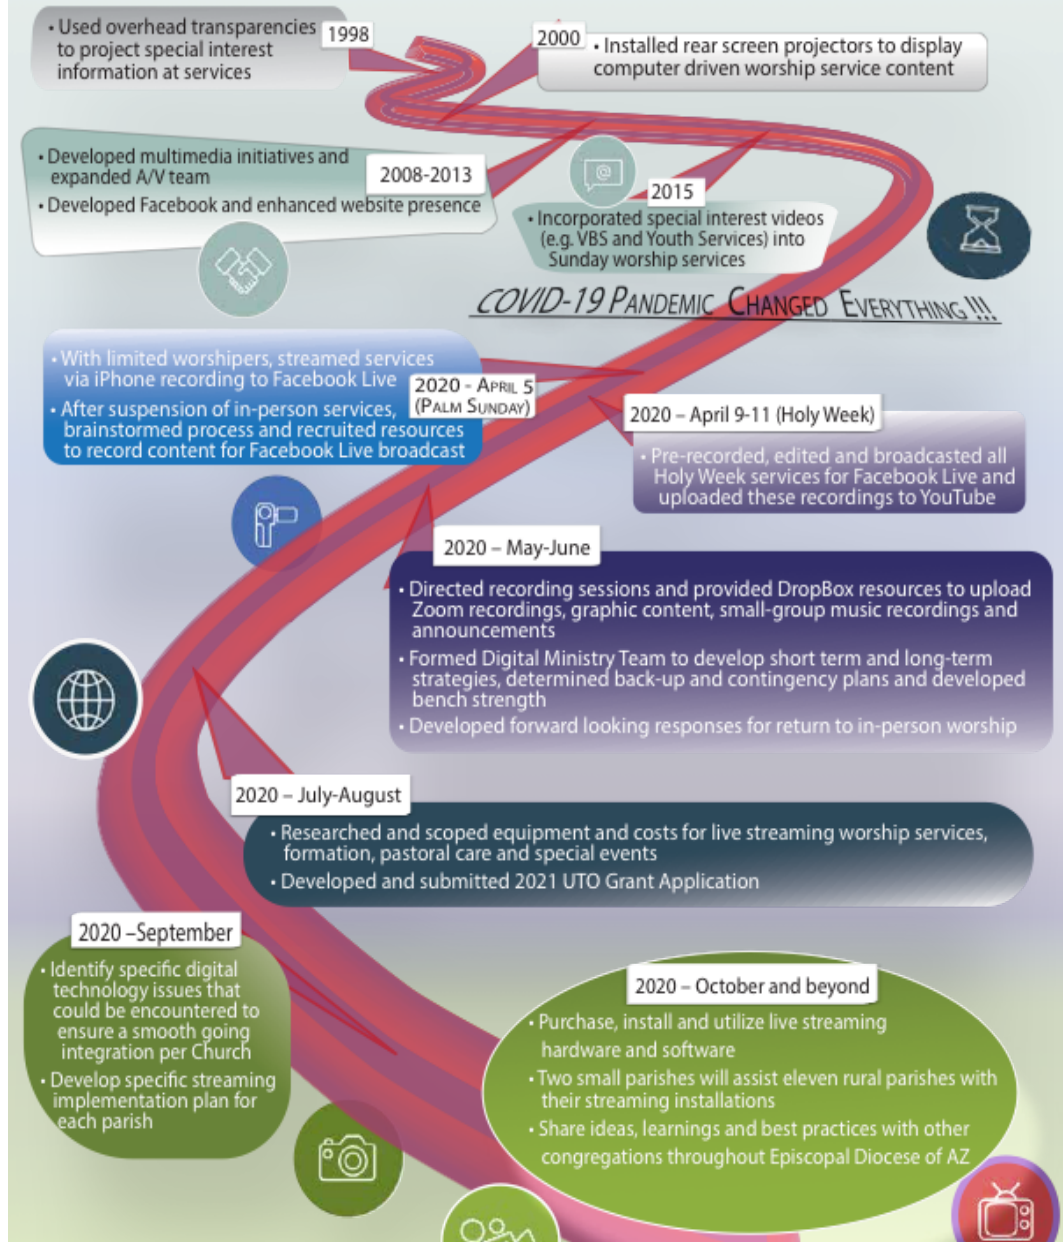 • Used overhead transparencies
to project special interest
information at services
1998
2000
• Installed rear screen projectors to display
computer driven worship service content
• Developed multimedia initiatives and
expanded A/V team
• Developed Facebook and enhanced website presence
2008-2013
@
2015
• Incorporated special interest videos
(e.g. VBS and Youth Services) into
Sunday worship services
COVID-19 PANDEMIC CHANGED EVERYTHING !!!
• With limited worshipers, streamed services
via iPhone recording to Facebook Live
• After suspension of in-person services,
brainstormed process and recruited resources
to record content for Facebook Live broadcast
2020 - APRIL 5
(PALM SUNDAY)
2020 – April 9-11 (Holy Week)
• Pre-recorded, edited and broadcasted all
Holy Week services for Facebook Live and
uploaded these recordings to YouTube
2020 – May-June
• Directed recording sessions and provided DropBox resources to upload
Zoom recordings, graphic content, small-group music recordings and
announcements
• Formed Digital Ministry Team to develop short term and long-term
strategies, determined back-up and contingency plans and developed
bench strength
• Developed forward looking responses for return to in-person worship
2020 – July-August
• Researched and scoped equipment and costs for live streaming worship services,
formation, pastoral care and special events
• Developed and submitted 2021 UTO Grant Application
2020 –September
• Identify specific digital
technology issues that
could be encountered to
ensure a smooth going
integration per Church
• Develop specific streaming
implementation plan for
each parish
2020 – October and beyond
• Purchase, install and utilize live streaming
hardware and software
• Two small parishes will assist eleven rural parishes with
their streaming installations
• Share ideas, learnings and best practices with other
congregations throughout Episcopal Diocese of AZ